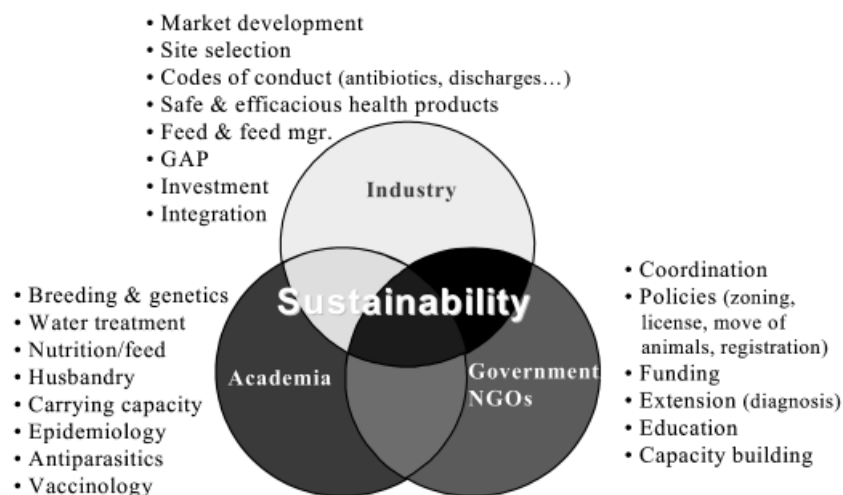 • Market development
• Site selection
• Codes of conduct (antibiotics, discharges…)
• Safe & efficacious health products
• Feed & feed mgr.
• GAP
• Investment
• Integration
Industry
• Breeding & genetics
• Water treatment
• Nutrition/feed
• Husbandry
• Carrying capacity
• Epidemiology
• Antiparasitics
• Vaccinology
Sustainability
Academia
Government
NGOs
• Coordination
• Policies (zoning,
license, move of
animals, registration)
• Funding
• Extension (diagnosis)
• Education
• Capacity building